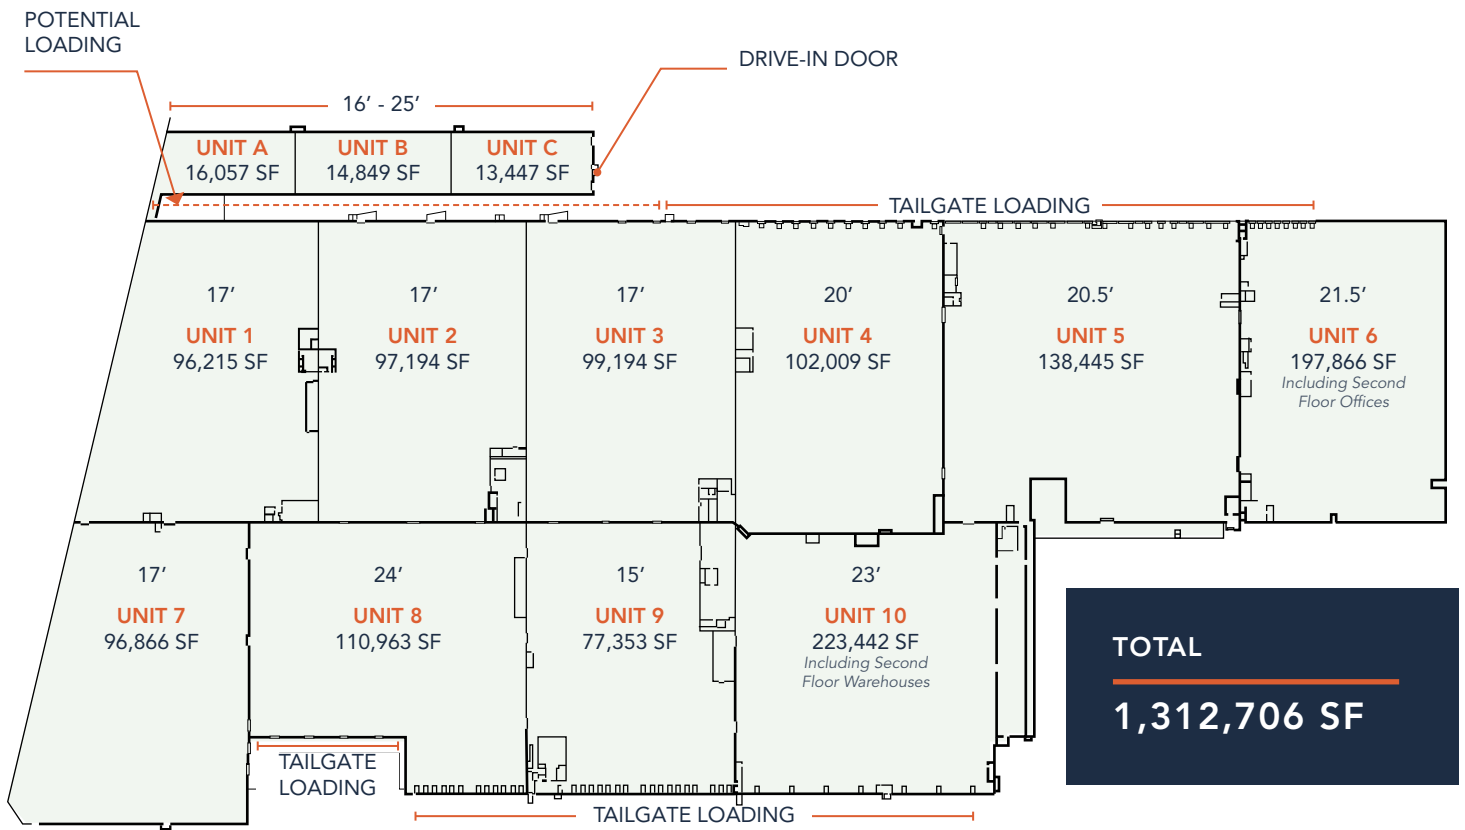 POTENTIAL
LOADING
DRIVE-IN DOOR
16' - 25'
UNIT A
16,057 SF
UNIT B
14,849 SF
UNIT C
13,447 SF
TAILGATE LOADING
17'
UNIT 1
96,215 SF
17'
UNIT 2
97,194 SF
17'
UNIT 3
99,194 SF
20'
UNIT 4
102,009 SF
20.5'
UNIT 5
138,445 SF
21.5'
UNIT 6
197,866 SF
Including Second
Floor Offices
17'
UNIT 7
96,866 SF
24'
UNIT 8
110,963 SF
15'
UNIT 9
77,353 SF
23'
UNIT 10
223,442 SF
Including Second
Floor Warehouses
TAILGATE
LOADING
TAILGATE LOADING
TOTAL
1,312,706 SF